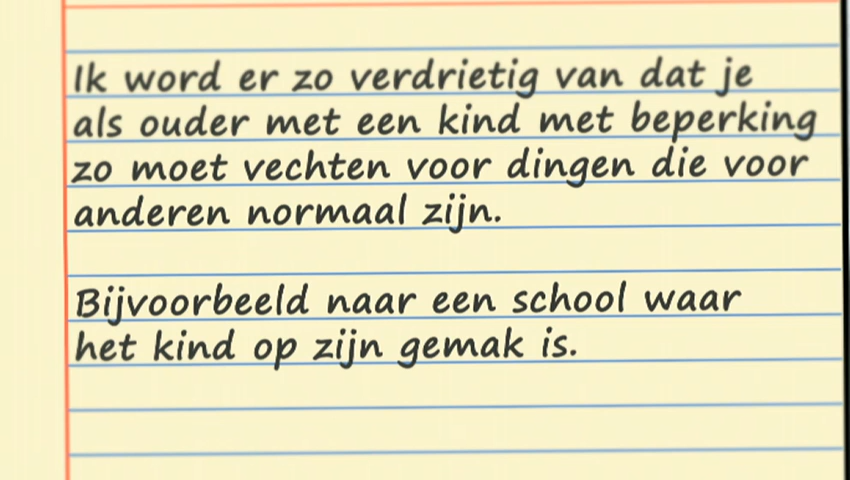 Ik word er zo verdrietig van dat je
als ouder met een kind met beperking
zo moet vechten voor dingen die voor
anderen normaal zijn.
Bijvoorbeeld naar een school waar
het kind op zijn gemak is.